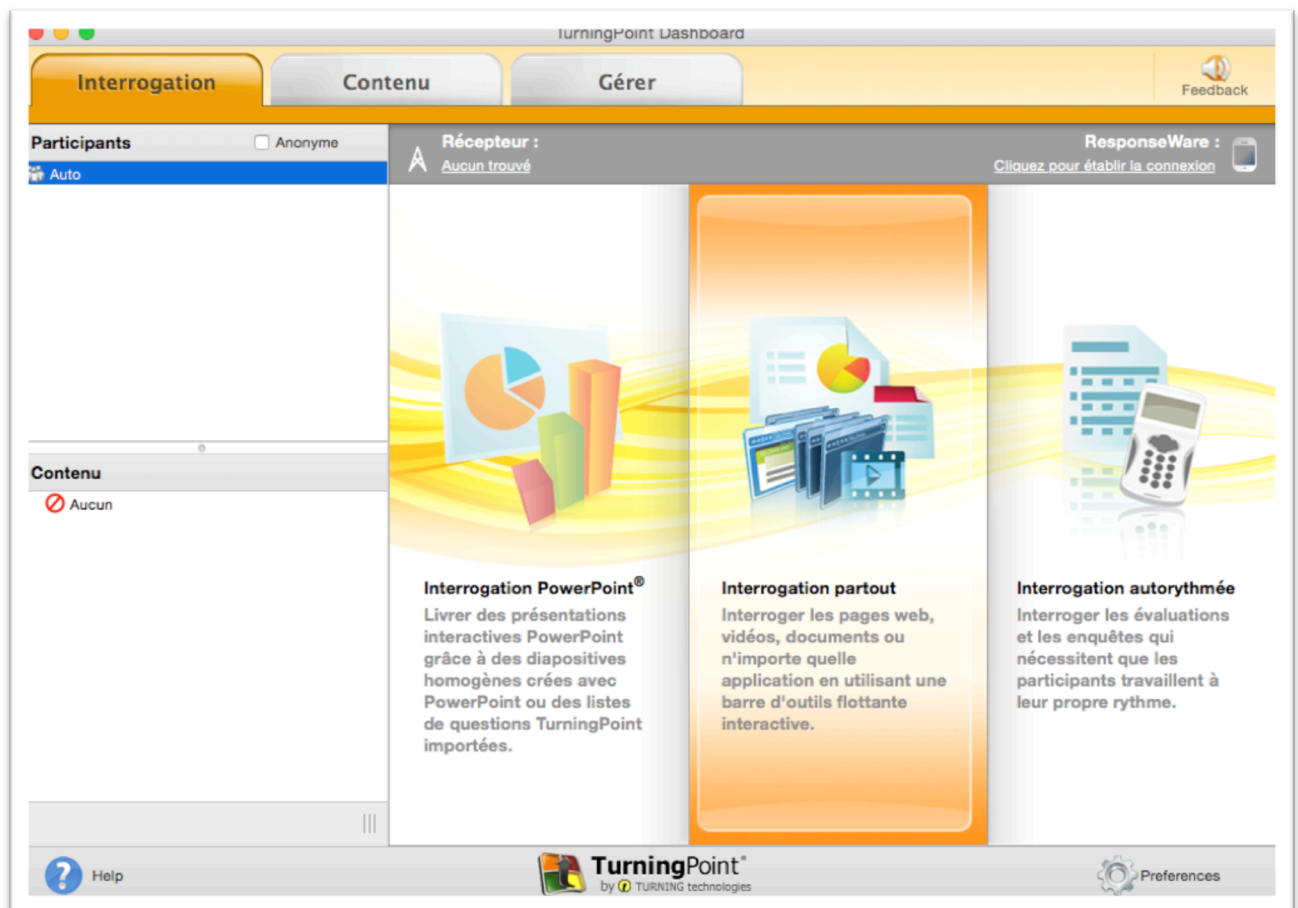 TurningPoint Dashboard
Interrogation
Contenu
Gérer
Feedback
Participants
Anonyme
Auto
Récepteur :
Aucun trouvé
ResponseWare :
Cliquez pour établir la connexion
Contenu
Aucun
Interrogation PowerPoint®
Livrer des présentations
interactives PowerPoint
grâce à des diapositives
homogènes crées avec
PowerPoint ou des listes
de questions TurningPoint
importées.
Interrogation partout
Interroger les pages web,
vidéos, documents ou
n'importe quelle
application en utilisant une
barre d'outils flottante
interactive.
Interrogation autorythmée
Interroger les évaluations
et les enquêtes qui
nécessitent que les
participants travaillent à
leur propre rythme.
? Help
TurningPoint®
by TURNING technologies
Preferences